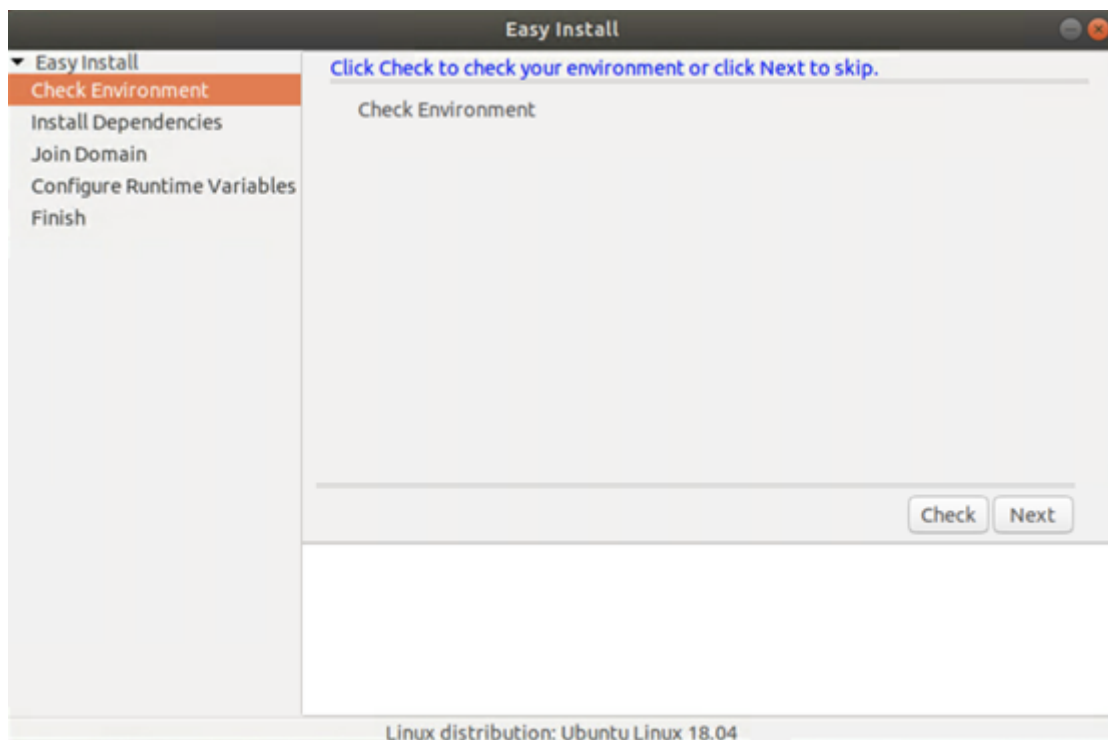 Easy Install
Easy Install
Check Environment
Install Dependencies
Join Domain
Configure Runtime Variables
Finish
Click Check to check your environment or click Next to skip.
Check Environment
Check
Next
Linux distribution: Ubuntu Linux 18.04